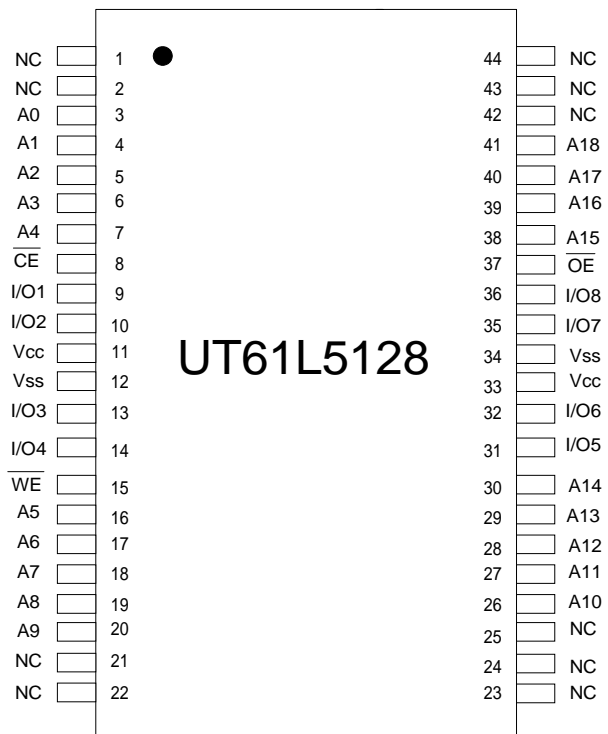 NC 1 44 NC
NC 2 43 NC
A0 3 42 NC
A1 4 41 A18
A2 5 40 A17
A3 6 39 A16
A4 7 38 A15
C̅E̅ 8 37 O̅E̅
I/O1 9 36 I/O8
I/O2 10 35 I/O7
Vcc 11 34 Vss
UT61L5128
Vss 12 33 Vcc
I/O3 13 32 I/O6
I/O4 14 31 I/O5
W̅E̅ 15 30 A14
A5 16 29 A13
A6 17 28 A12
A7 18 27 A11
A8 19 26 A10
A9 20 25 NC
NC 21 24 NC
NC 22 23 NC